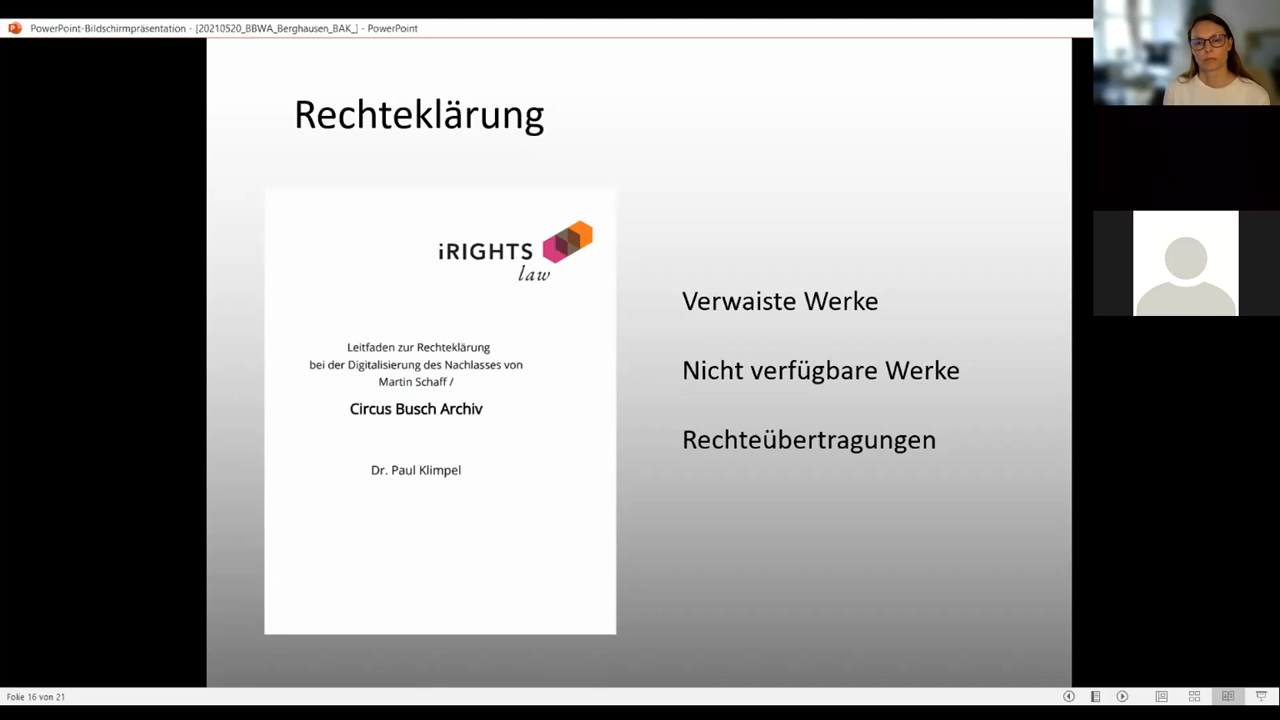 PowerPoint-Bildschirmpräsentation - [20210520_BBWA_Berghausen_BAK_] - PowerPoint
Rechteklärung
iRIGHTS
law
Leitfaden zur Rechteklärung
bei der Digitalisierung des Nachlasses von
Martin Schaff /
Circus Busch Archiv
Dr. Paul Klimpel
Verwaiste Werke
Nicht verfügbare Werke
Rechteübertragungen
Folie 16 von 21